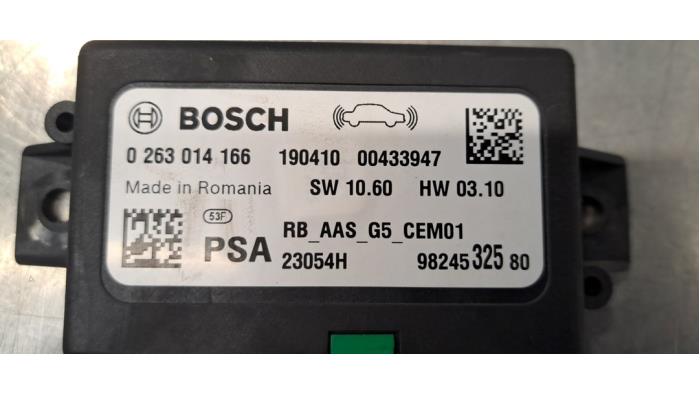 BOSCH
0 263 014 166 190410 00433947
Made in Romania SW 10.60 HW 03.10
53F RB_AAS_G5_CEM01
PSA 23054H 98245 325 80